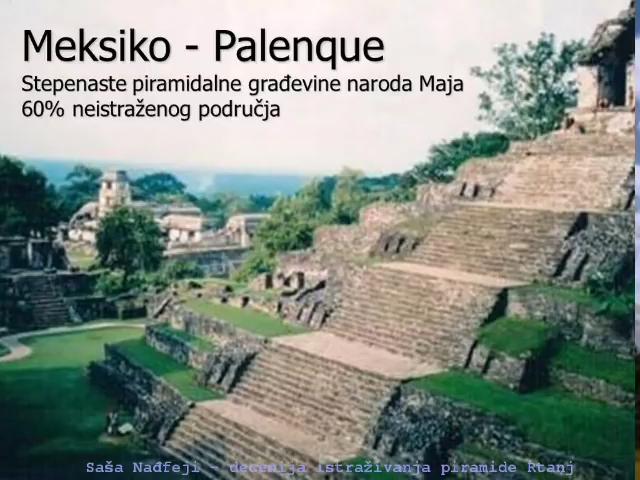 Meksiko - Palenque
Stepenaste piramidalne građevine naroda Maja
60% neistraženog područja
Saša Nađfeji - decenija istraživanja piramide Rtanj